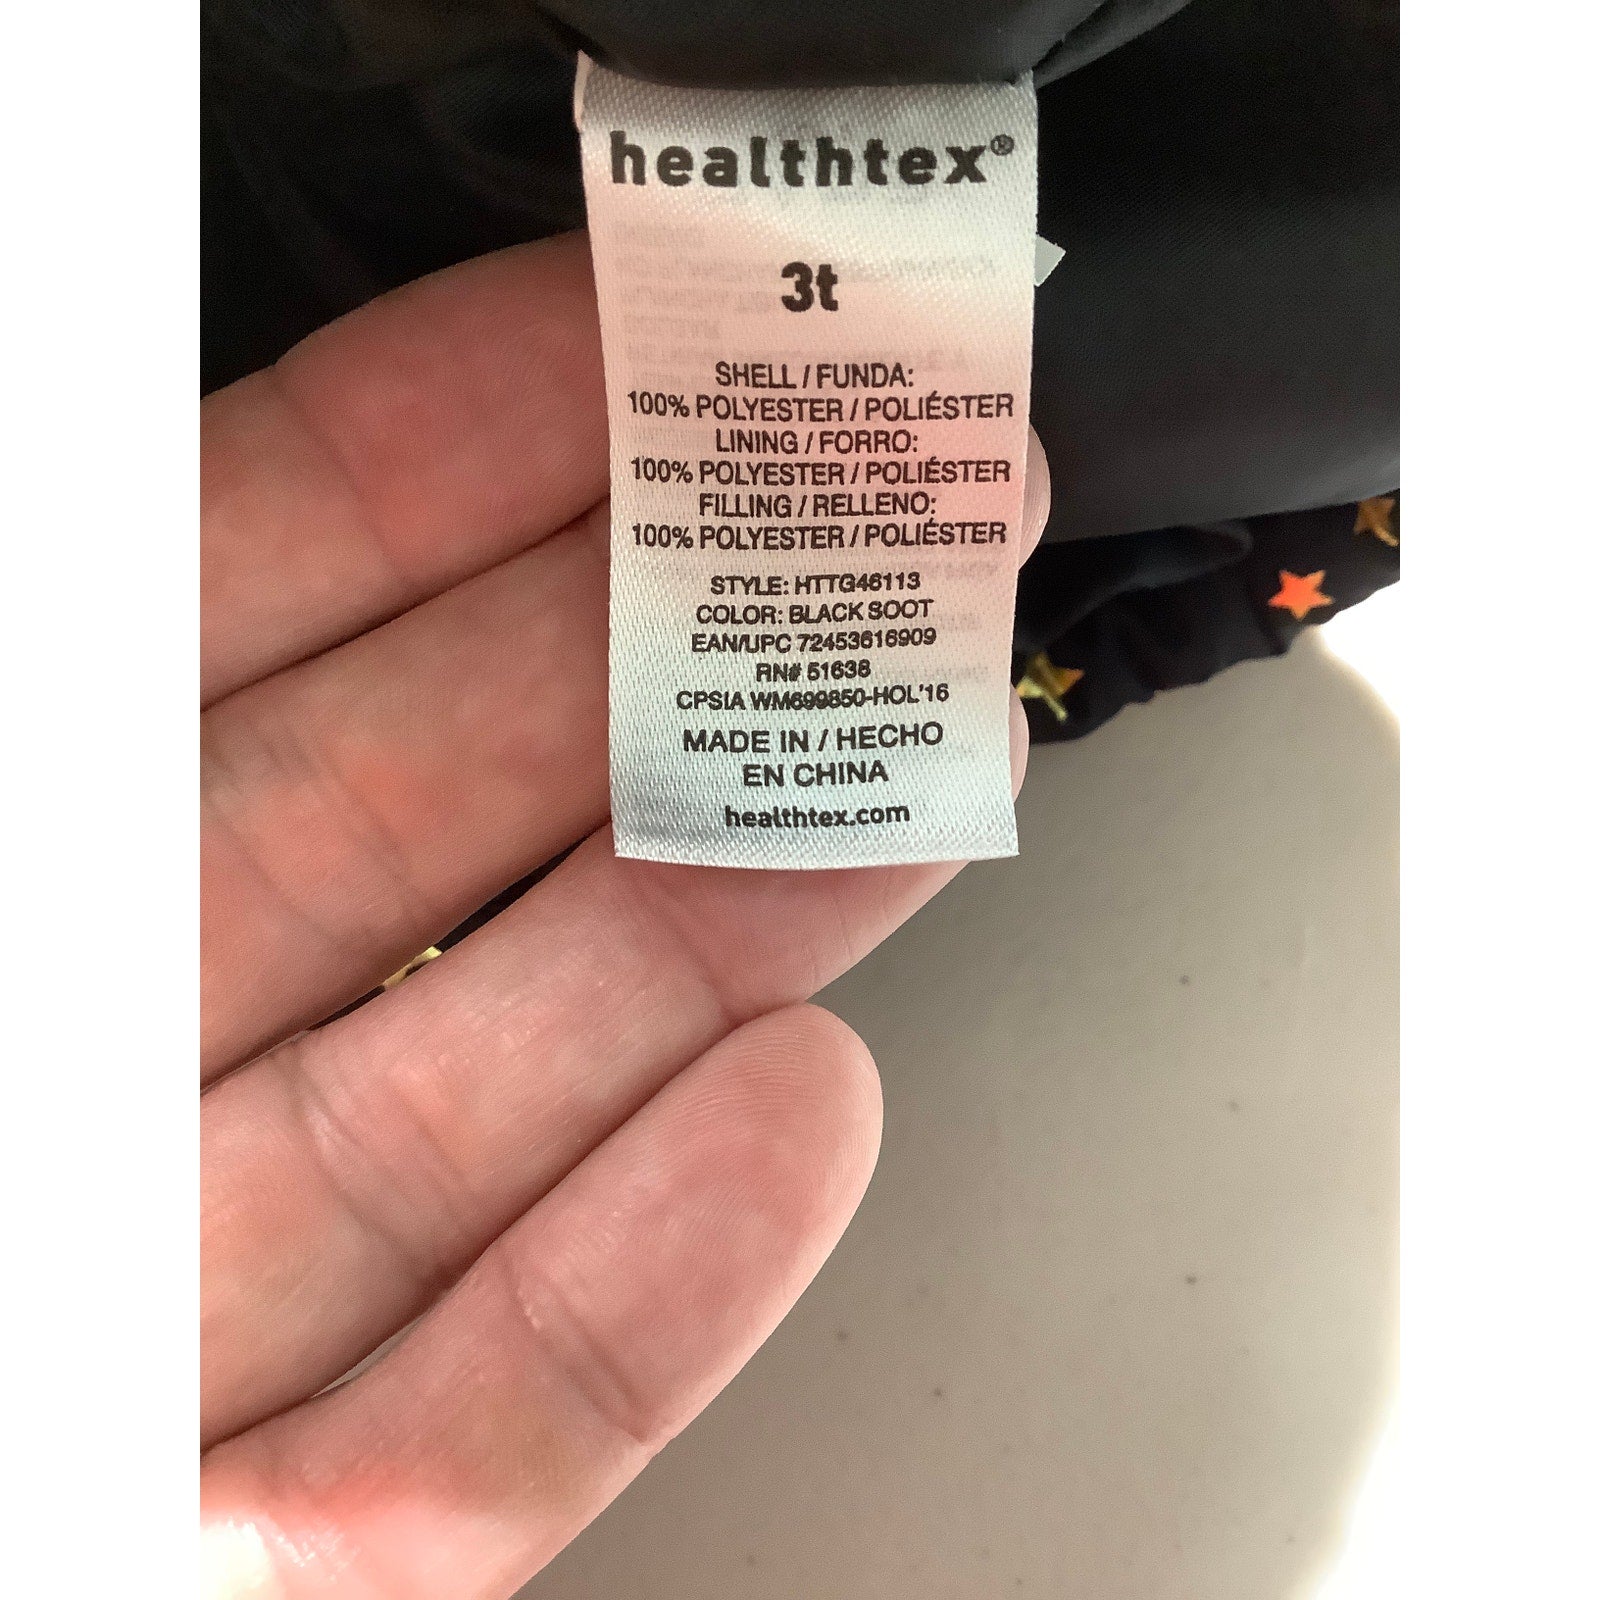 healthtex®
3t
SHELL / FUNDA:
100% POLYESTER / POLIÉSTER
LINING / FORRO:
100% POLYESTER / POLIÉSTER
FILLING / RELLENO:
100% POLYESTER / POLIÉSTER
STYLE: HTTG46113
COLOR: BLACK SOOT
EAN/UPC 72453616909
RN# 51638
CPSIA WM699850-HOL'16
MADE IN / HECHO
EN CHINA
healthtex.com